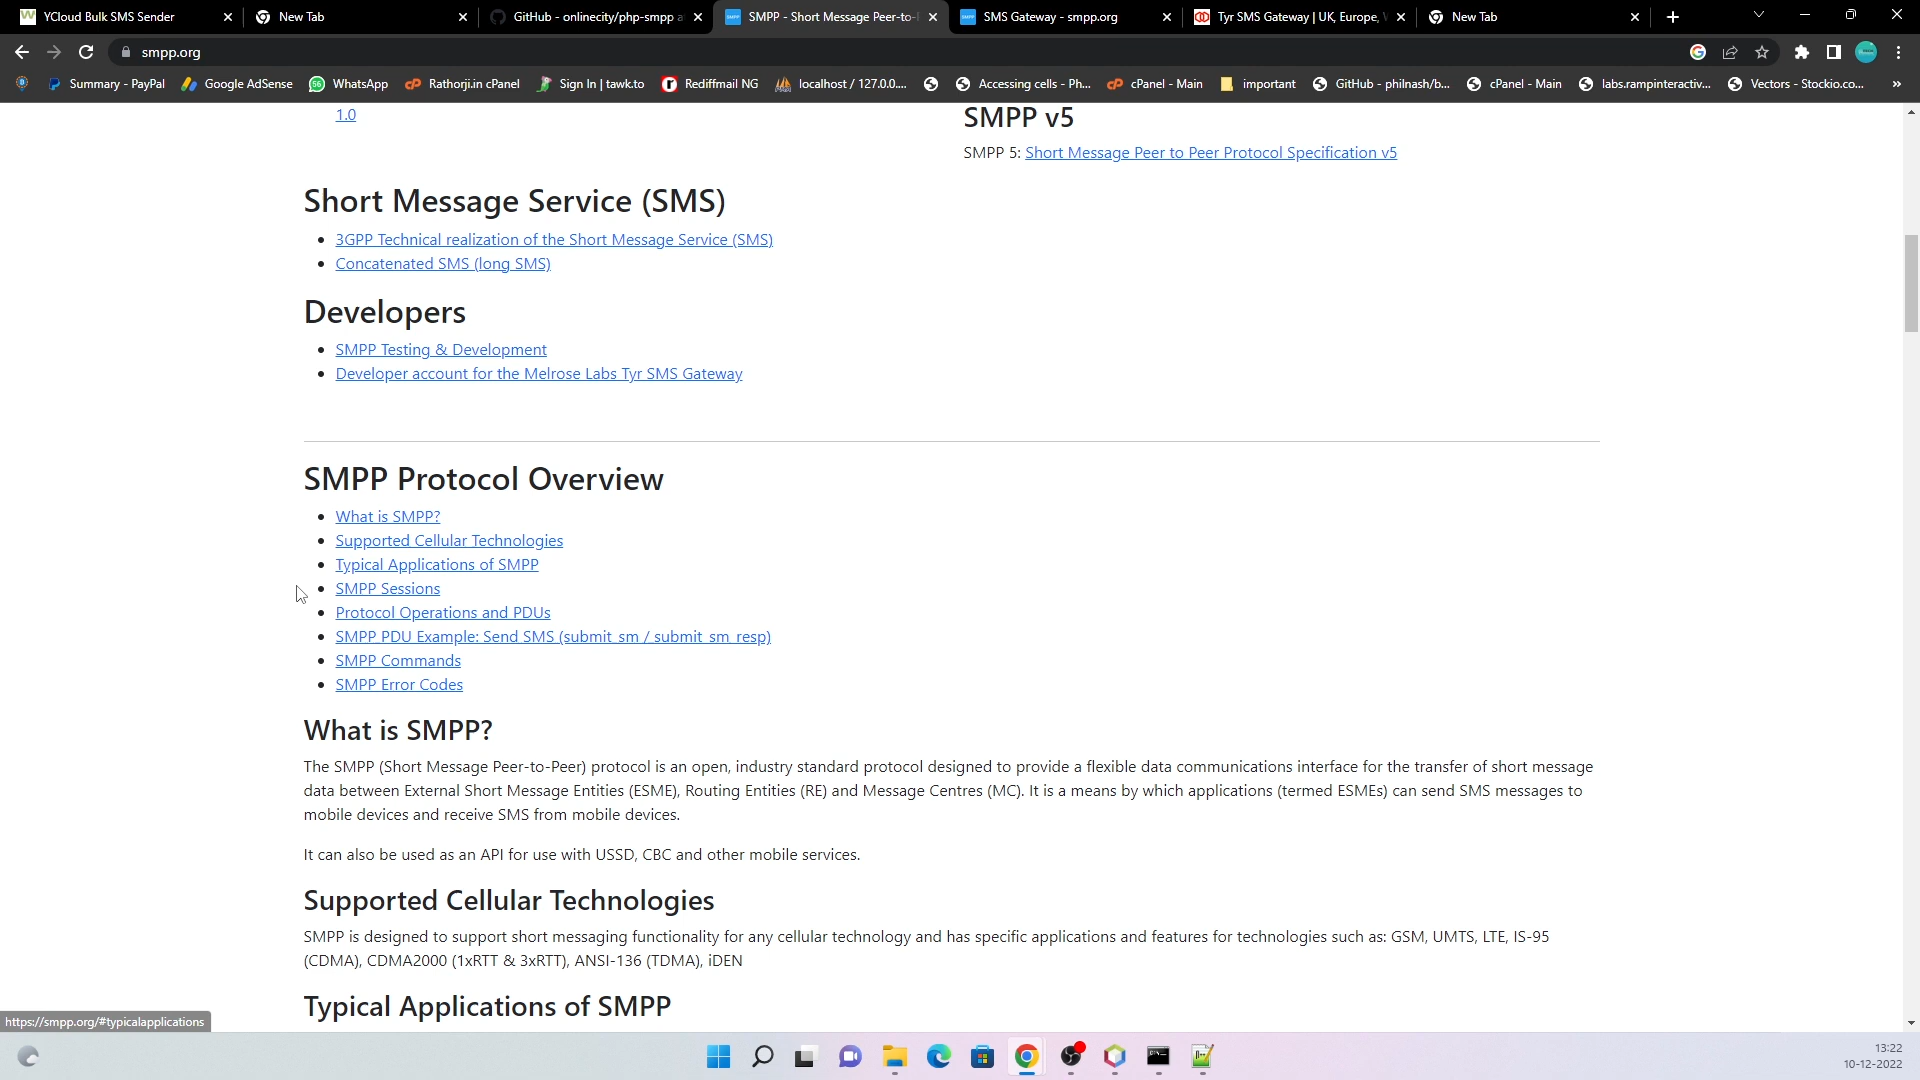 YCloud Bulk SMS Sender
New Tab
GitHub - onlinecity/php-smpp
SMPP - Short Message Peer-to-
SMS Gateway - smpp.org
Tyr SMS Gateway | UK, Europe,
New Tab
smpp.org
Summary - PayPal
Google AdSense
WhatsApp
Rathorji.in cPanel
Sign In | tawk.to
Rediffmail NG
localhost / 127.0.0....
Accessing cells - Ph...
cPanel - Main
important
GitHub - philnash/b...
cPanel - Main
labs.rampinteractiv...
Vectors - Stockio.co...
1.0
SMPP v5
SMPP 5: Short Message Peer to Peer Protocol Specification v5
Short Message Service (SMS)
3GPP Technical realization of the Short Message Service (SMS)
Concatenated SMS (long SMS)
Developers
SMPP Testing & Development
Developer account for the Melrose Labs Tyr SMS Gateway
SMPP Protocol Overview
What is SMPP?
Supported Cellular Technologies
Typical Applications of SMPP
SMPP Sessions
Protocol Operations and PDUs
SMPP PDU Example: Send SMS (submit_sm / submit_sm_resp)
SMPP Commands
SMPP Error Codes
What is SMPP?
The SMPP (Short Message Peer-to-Peer) protocol is an open, industry standard protocol designed to provide a flexible data communications interface for the transfer of short message
data between External Short Message Entities (ESME), Routing Entities (RE) and Message Centres (MC). It is a means by which applications (termed ESMEs) can send SMS messages to
mobile devices and receive SMS from mobile devices.
It can also be used as an API for use with USSD, CBC and other mobile services.
Supported Cellular Technologies
SMPP is designed to support short messaging functionality for any cellular technology and has specific applications and features for technologies such as: GSM, UMTS, LTE, IS-95
(CDMA), CDMA2000 (1xRTT & 3xRTT), ANSI-136 (TDMA), iDEN
Typical Applications of SMPP
https://smpp.org/#typicalapplications
13:22
10-12-2022